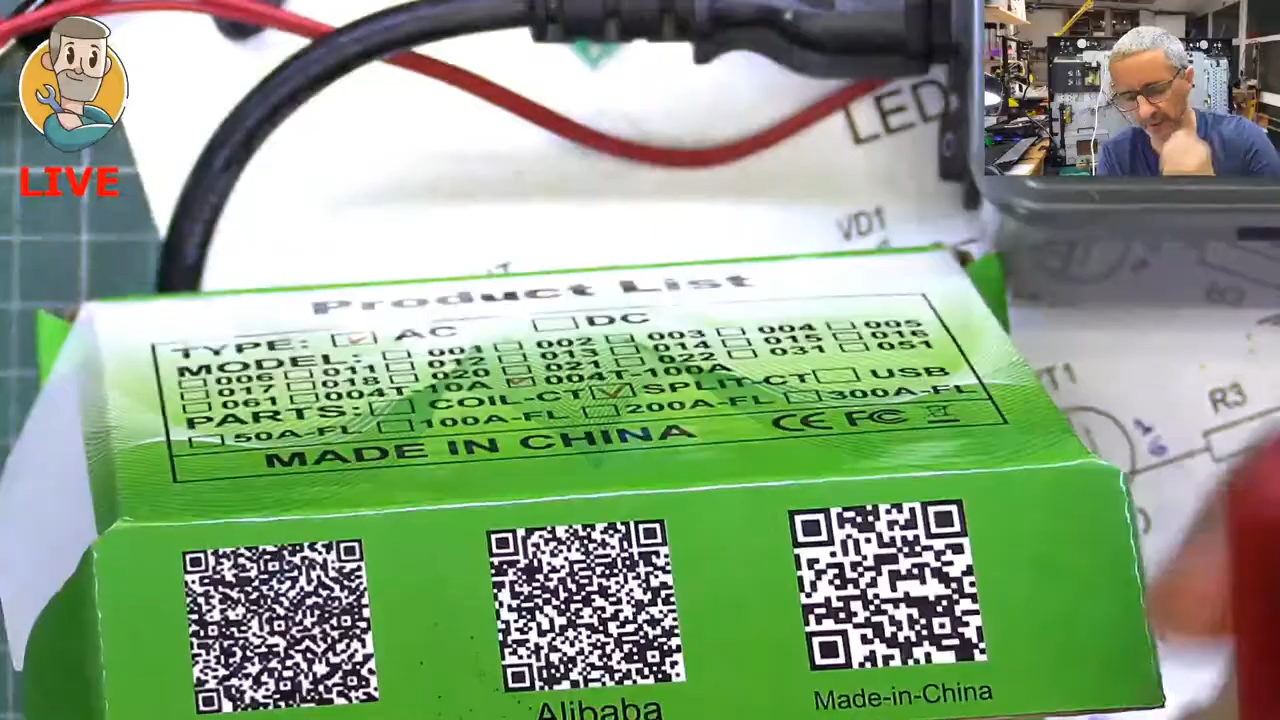 LIVE
LED
VD1
Product List
TYPE: AC DC
MODEL: 001 002 003 004 005
006 011 012 013 014 015 016
017 018 020 021 022 031 051
061 004T-10A 004T-100A
PARTS: COIL-CT SPLIT-CT USB
50A-FL 100A-FL 200A-FL 300A-FL
MADE IN CHINA CE FC
T1
R3
Alibaba
Made-in-China